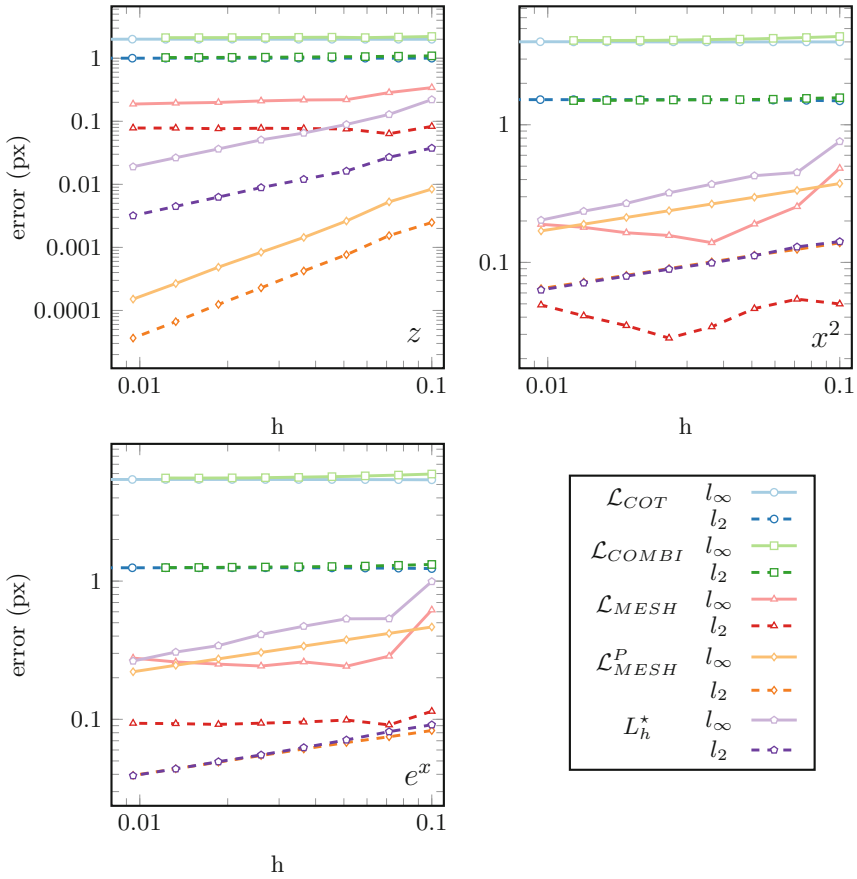 1
0.1
0.01
0.001
0.0001
error (px)
0.01 0.1
h
z
1
0.1
0.01 0.1
h
x²
1
0.1
error (px)
0.01 0.1
h
eˣ
𝓛_COT l_∞
l_2
𝓛_COMBI l_∞
l_2
𝓛_MESH l_∞
l_2
𝓛^P_MESH l_∞
l_2
L^⋆_h l_∞
l_2